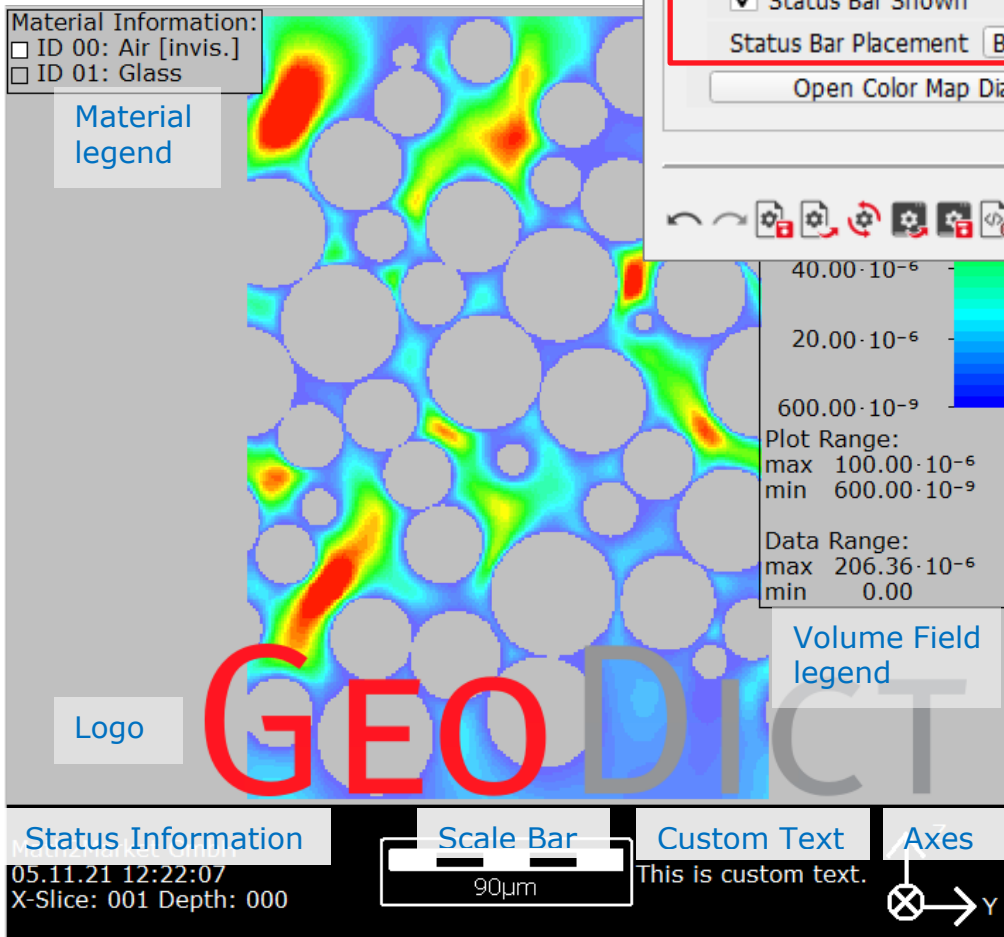 Material Information:
ID 00: Air [invis.]
ID 01: Glass
Material
legend
Status Bar Shown
Status Bar Placement
Open Color Map
40.00·10⁻⁶
20.00·10⁻⁶
600.00·10⁻⁹
Plot Range:
max 100.00·10⁻⁶
min 600.00·10⁻⁹
Data Range:
max 206.36·10⁻⁶
min 0.00
Volume Field
legend
Logo
GEODICT
Status Information
Scale Bar
Custom Text
Axes
05.11.21 12:22:07
X-Slice: 001 Depth: 000
90µm
This is custom text.
Z
Y